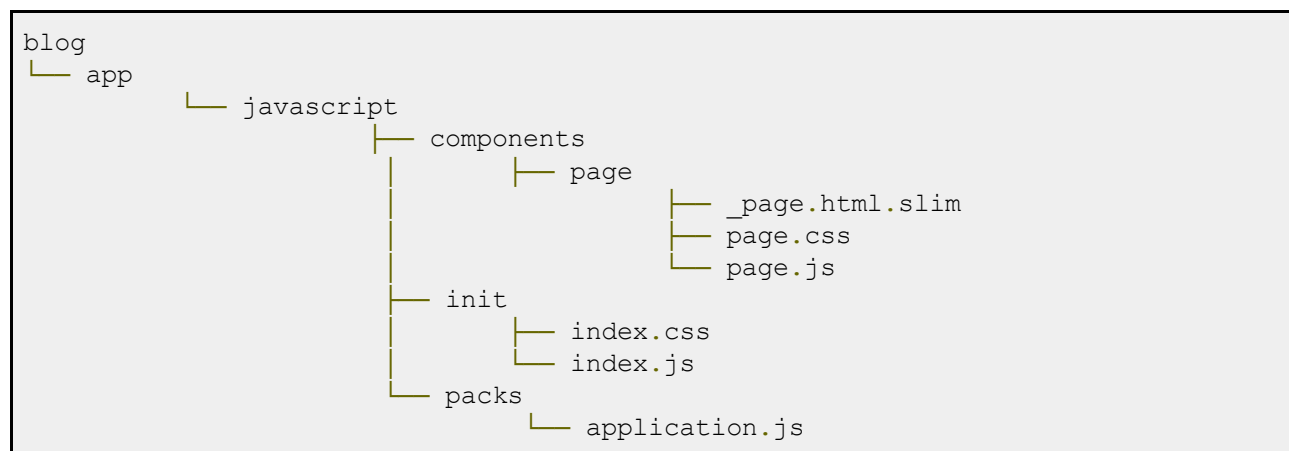 blog
└── app
└── javascript
├── components
│ ├── page
│ ├── _page.html.slim
│ ├── page.css
│ └── page.js
├── init
│ ├── index.css
│ └── index.js
└── packs
└── application.js